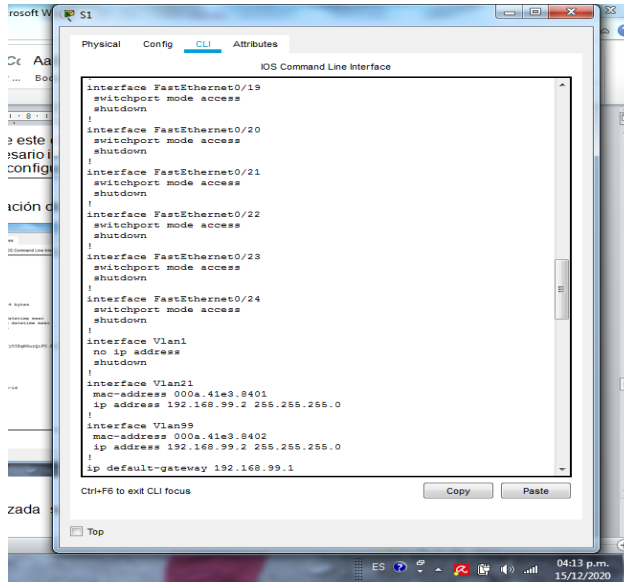 rosoft W
S1
Physical Config CLI Attributes
IOS Command Line Interface
!
interface FastEthernet0/19
switchport mode access
shutdown
!
interface FastEthernet0/20
switchport mode access
shutdown
!
interface FastEthernet0/21
switchport mode access
shutdown
!
interface FastEthernet0/22
switchport mode access
shutdown
!
interface FastEthernet0/23
switchport mode access
shutdown
!
interface FastEthernet0/24
switchport mode access
shutdown
!
interface Vlan1
no ip address
shutdown
!
interface Vlan21
mac-address 000a.41e3.8401
ip address 192.168.99.2 255.255.255.0
!
interface Vlan99
mac-address 000a.41e3.8402
ip address 192.168.99.2 255.255.255.0
!
ip default-gateway 192.168.99.1
Ctrl+F6 to exit CLI focus
Copy Paste
Top
Aa
e este
esario i
config
ación d
zada s
ES
04:13 p.m.
15/12/2020